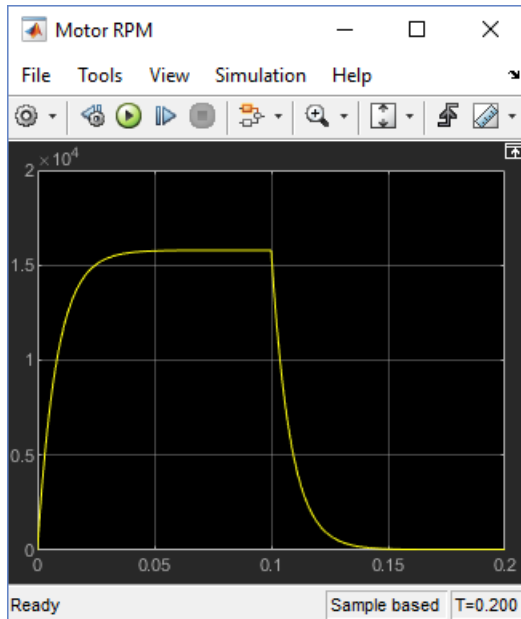 Motor RPM
File Tools View Simulation Help
×10⁴
2
1.5
1
0.5
0
0 0.05 0.1 0.15 0.2
Ready Sample based T=0.200